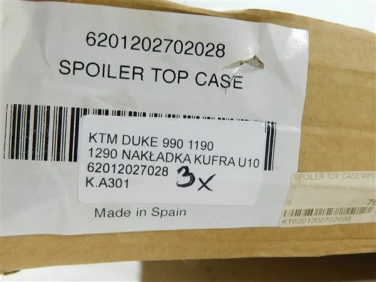 6201202702028
SPOILER TOP CASE
KTM DUKE 990 1190
1290 NAKŁADKA KUFRA U10
62012027028
3x
K.A301
Made in Spain
SPOILER TOP CASE